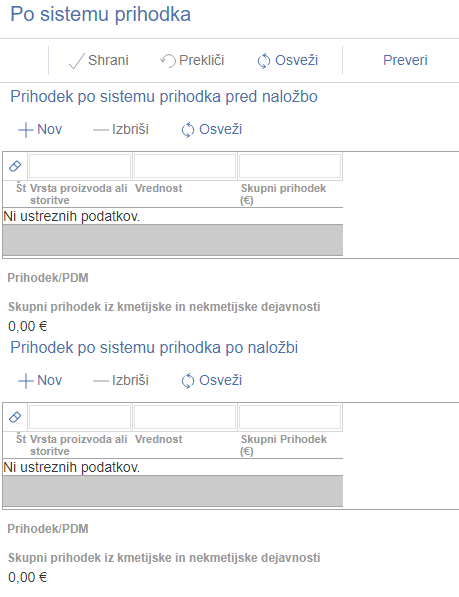 Po sistemu prihodka
Shrani Prekliči Osveži Preveri
Prihodek po sistemu prihodka pred naložbo
Nov Izbriši Osveži
Št Vrsta proizvoda ali storitve Vrednost Skupni prihodek (€)
Ni ustreznih podatkov.
Prihodek/PDM
Skupni prihodek iz kmetijske in nekmetijske dejavnosti
0,00 €
Prihodek po sistemu prihodka po naložbi
Nov Izbriši Osveži
Št Vrsta proizvoda ali storitve Vrednost Skupni Prihodek (€)
Ni ustreznih podatkov.
Prihodek/PDM
Skupni prihodek iz kmetijske in nekmetijske dejavnosti
0,00 €